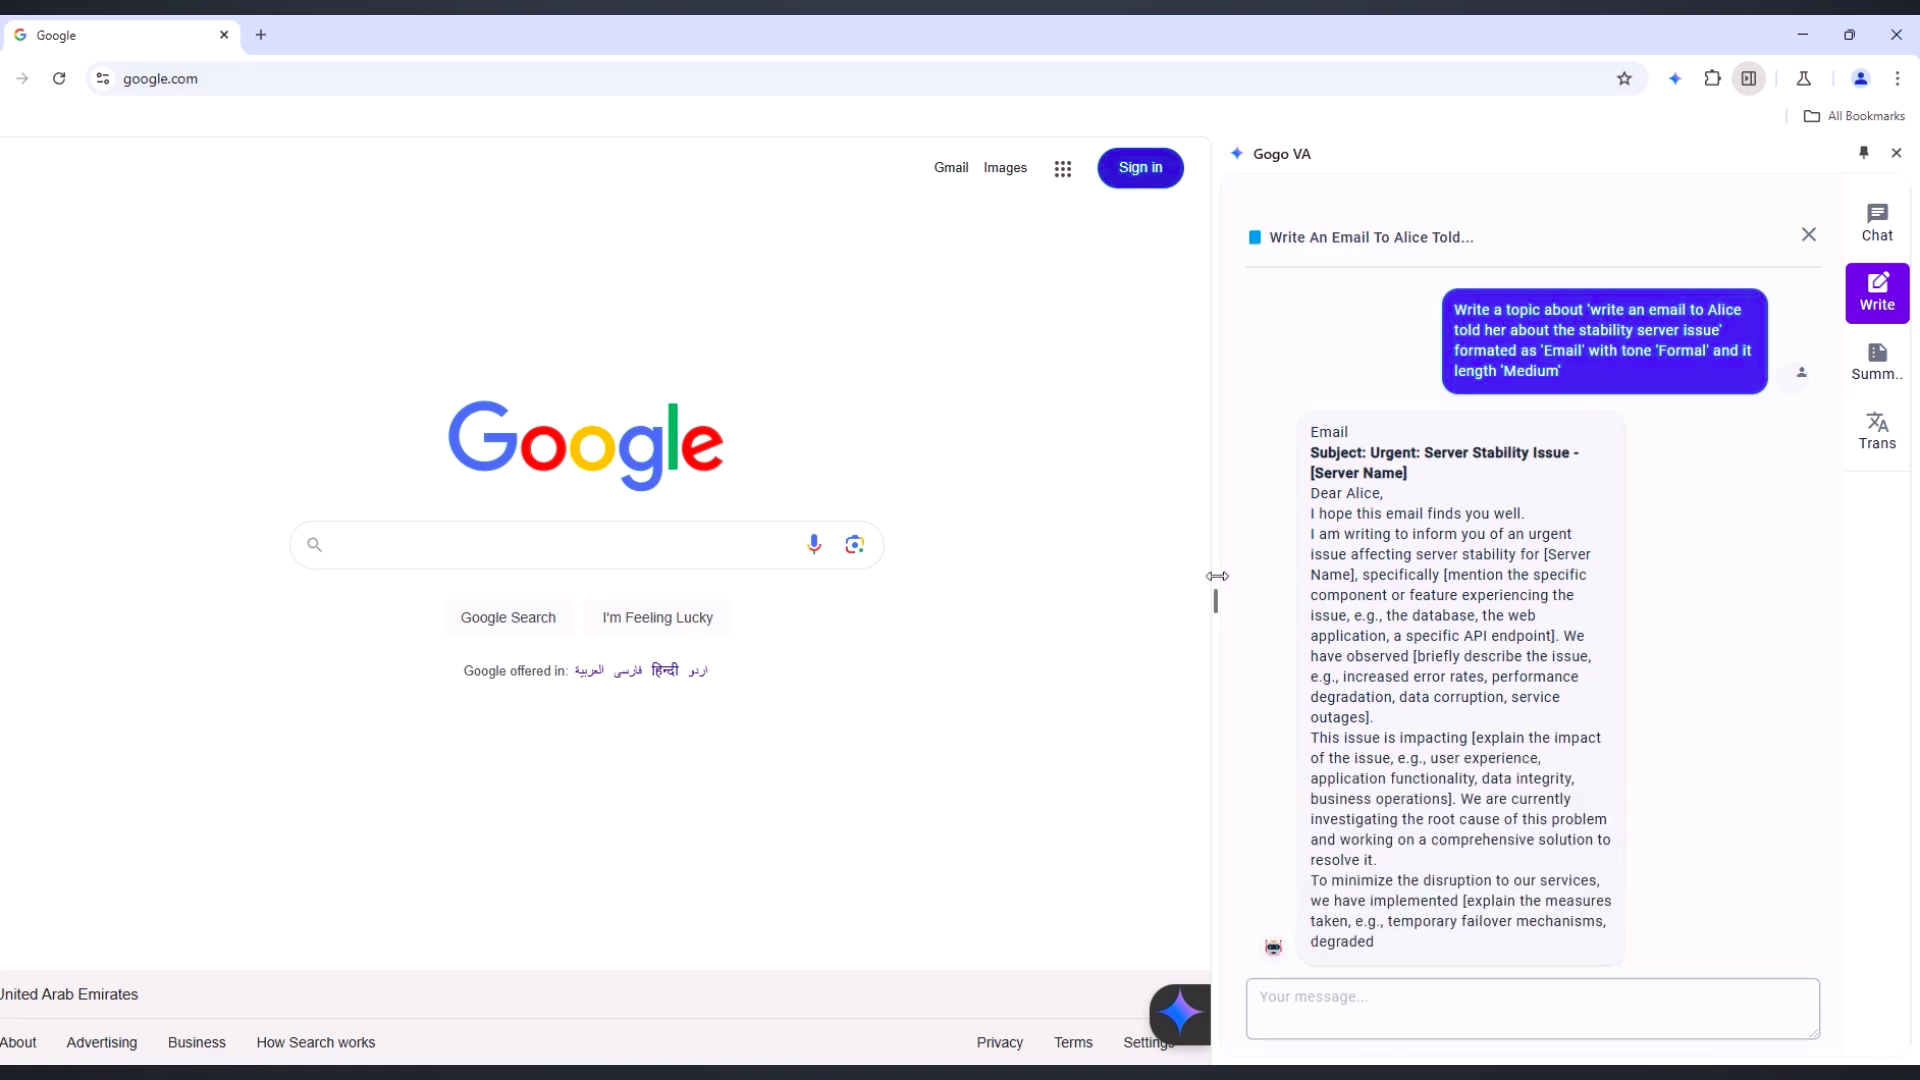 Google
google.com
All Bookmarks
Gmail Images Sign in
Google
Google Search I'm Feeling Lucky
Google offered in: العربية فارسی हिन्दी اردو
United Arab Emirates
About Advertising Business How Search works Privacy Terms Settings
Gogo VA
Write An Email To Alice Told...
Write a topic about 'write an email to Alice
told her about the stability server issue'
formated as 'Email' with tone 'Formal' and it
length 'Medium'
Email
Subject: Urgent: Server Stability Issue -
[Server Name]
Dear Alice,
I hope this email finds you well.
I am writing to inform you of an urgent
issue affecting server stability for [Server
Name], specifically [mention the specific
component or feature experiencing the
issue, e.g., the database, the web
application, a specific API endpoint]. We
have observed [briefly describe the issue,
e.g., increased error rates, performance
degradation, data corruption, service
outages].
This issue is impacting [explain the impact
of the issue, e.g., user experience,
application functionality, data integrity,
business operations]. We are currently
investigating the root cause of this problem
and working on a comprehensive solution to
resolve it.
To minimize the disruption to our services,
we have implemented [explain the measures
taken, e.g., temporary failover mechanisms,
degraded
Your message...
Chat
Write
Summ..
Trans